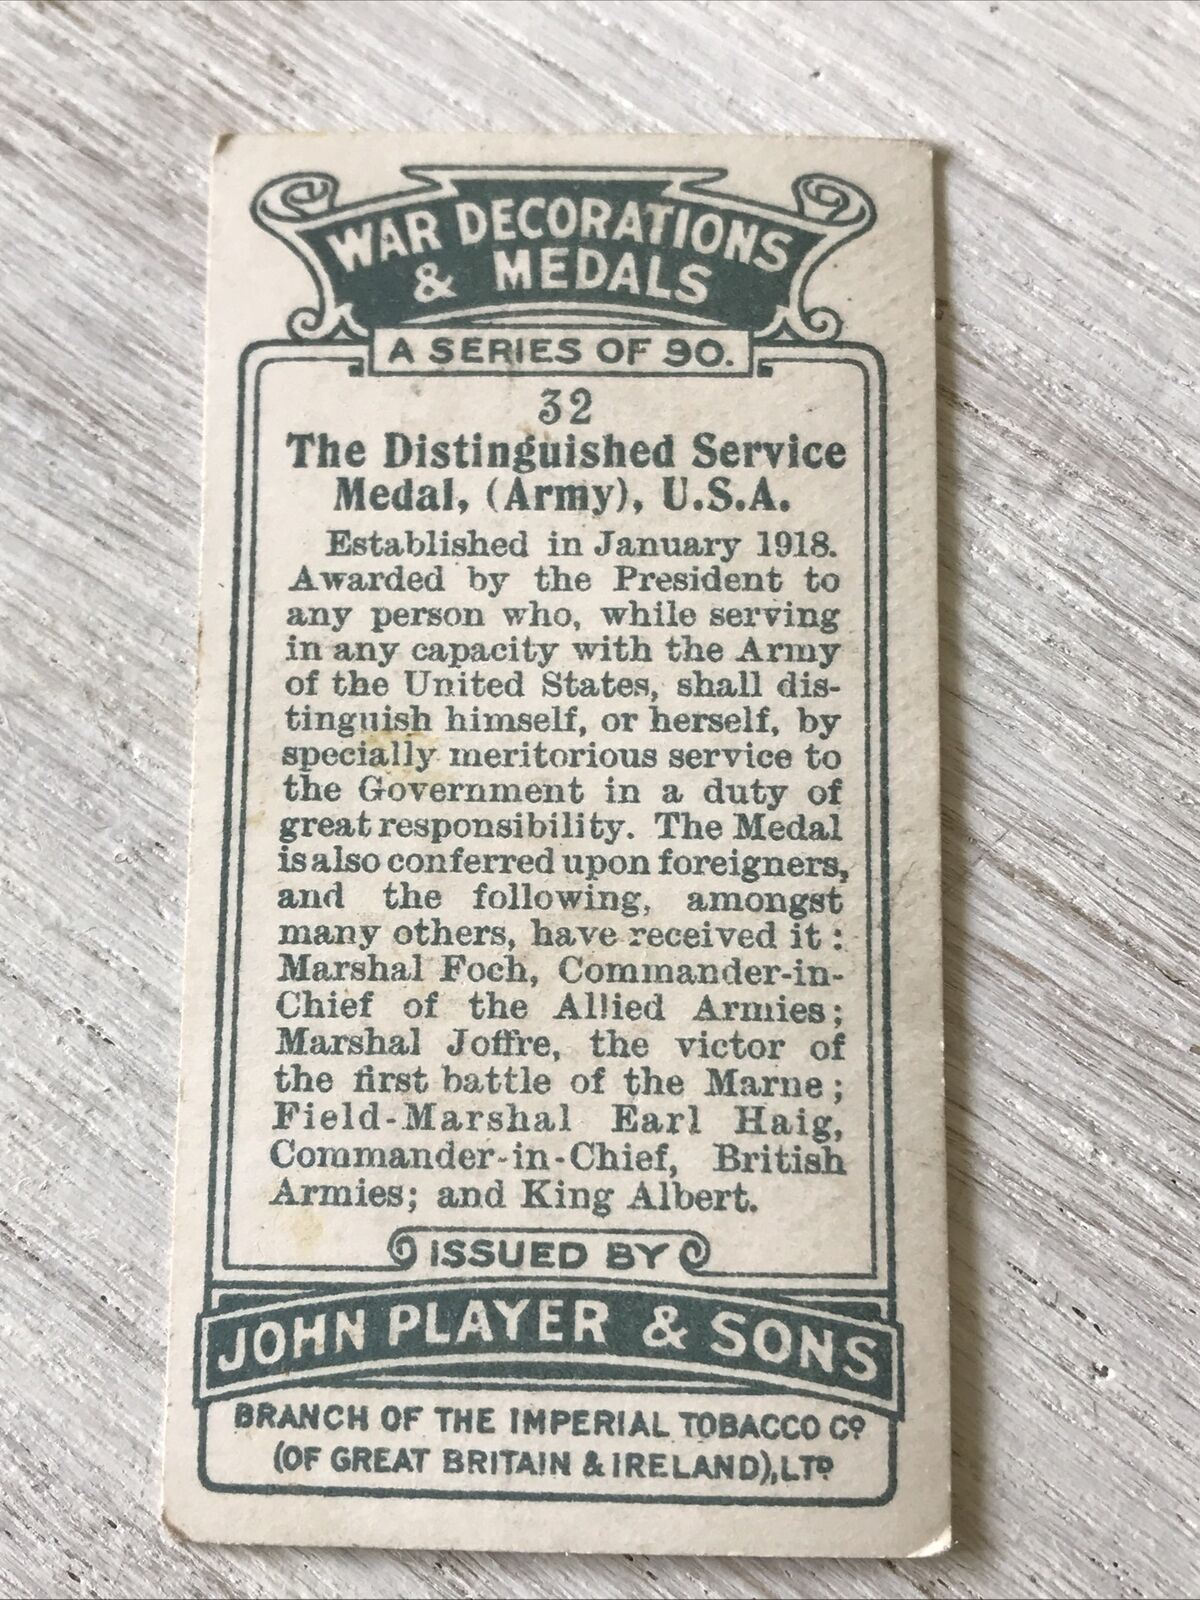 WAR DECORATIONS
& MEDALS
A SERIES OF 90.
32
The Distinguished Service
Medal, (Army), U.S.A.
Established in January 1918.
Awarded by the President to
any person who, while serving
in any capacity with the Army
of the United States, shall dis-
tinguish himself, or herself, by
specially meritorious service to
the Government in a duty of
great responsibility. The Medal
is also conferred upon foreigners,
and the following, amongst
many others, have received it :
Marshal Foch, Commander-in-
Chief of the Allied Armies;
Marshal Joffre, the victor of
the first battle of the Marne ;
Field-Marshal Earl Haig,
Commander-in-Chief, British
Armies; and King Albert.
ISSUED BY
JOHN PLAYER & SONS
BRANCH OF THE IMPERIAL TOBACCO Cº
(OF GREAT BRITAIN & IRELAND), LTD